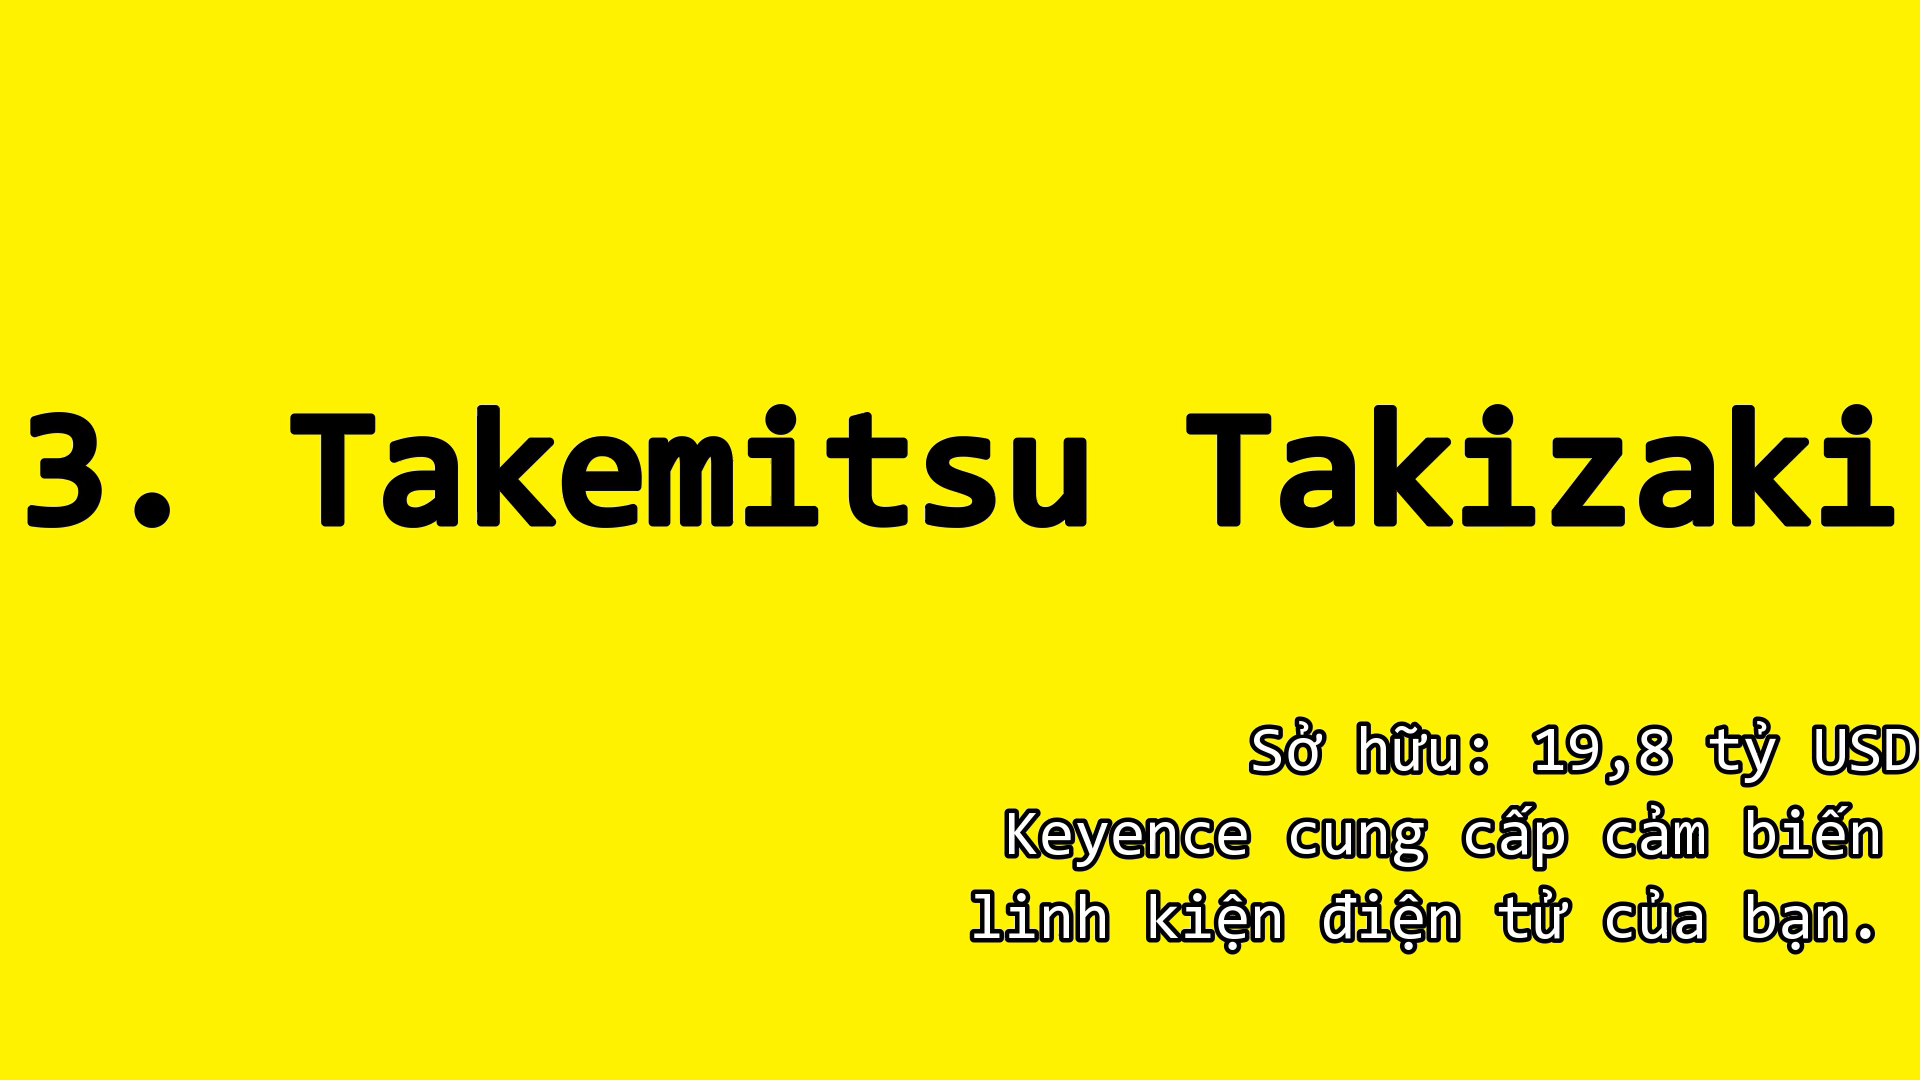 3. Takemitsu Takizaki
Sở hữu: 19,8 tỷ USD
Keyence cung cấp cảm biến
linh kiện điện tử của bạn.